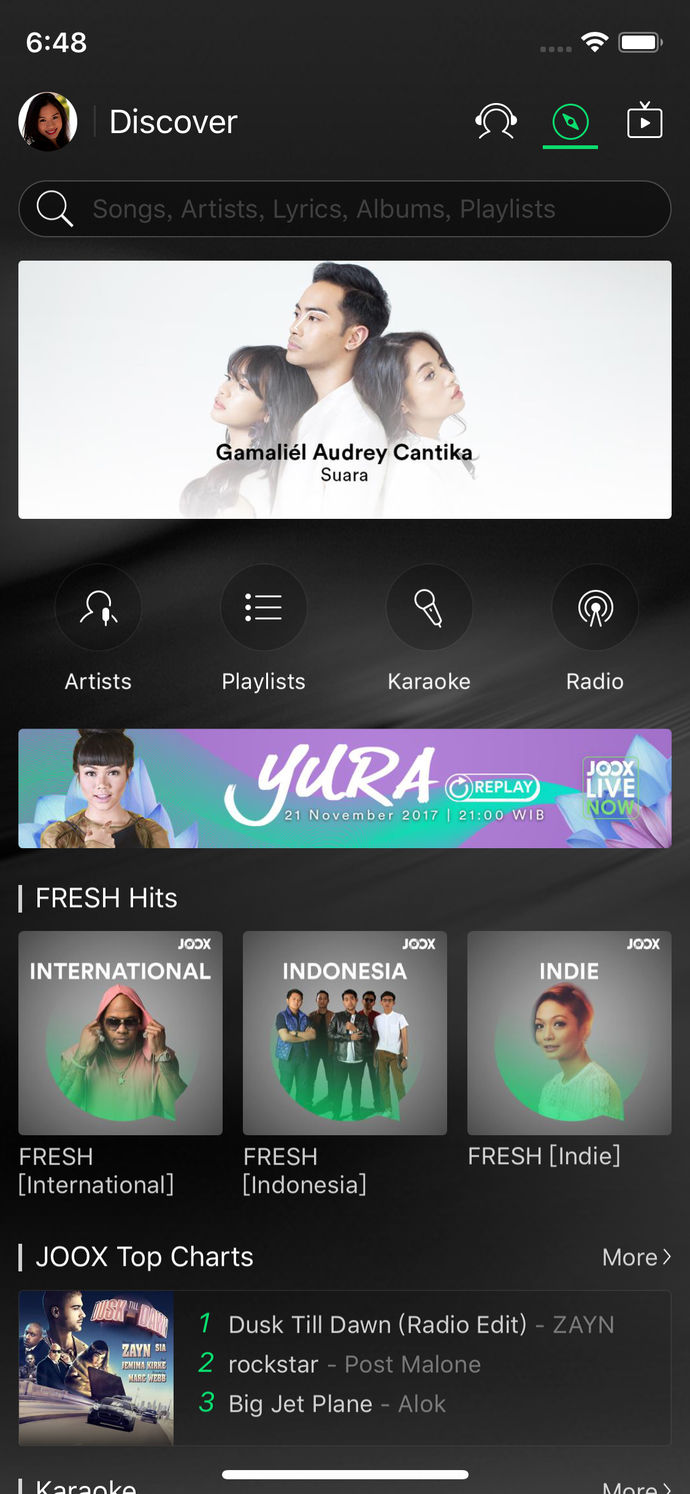 6:48
Discover
Songs, Artists, Lyrics, Albums, Playlists
Gamaliél Audrey Cantika
Suara
Artists
Playlists
Karaoke
Radio
YURA
REPLAY
21 November 2017 | 21:00 WIB
JOOX
LIVE
NOW
FRESH Hits
JOOX
INTERNATIONAL
JOOX
INDONESIA
JOOX
INDIE
FRESH
[International]
FRESH
[Indonesia]
FRESH [Indie]
JOOX Top Charts
More
DUSK TILL DAWN
ZAYN SIA
JEMIMA KIRKE
MARC WEBB
1 Dusk Till Dawn (Radio Edit) - ZAYN
2 rockstar - Post Malone
3 Big Jet Plane - Alok
Karaoke
More